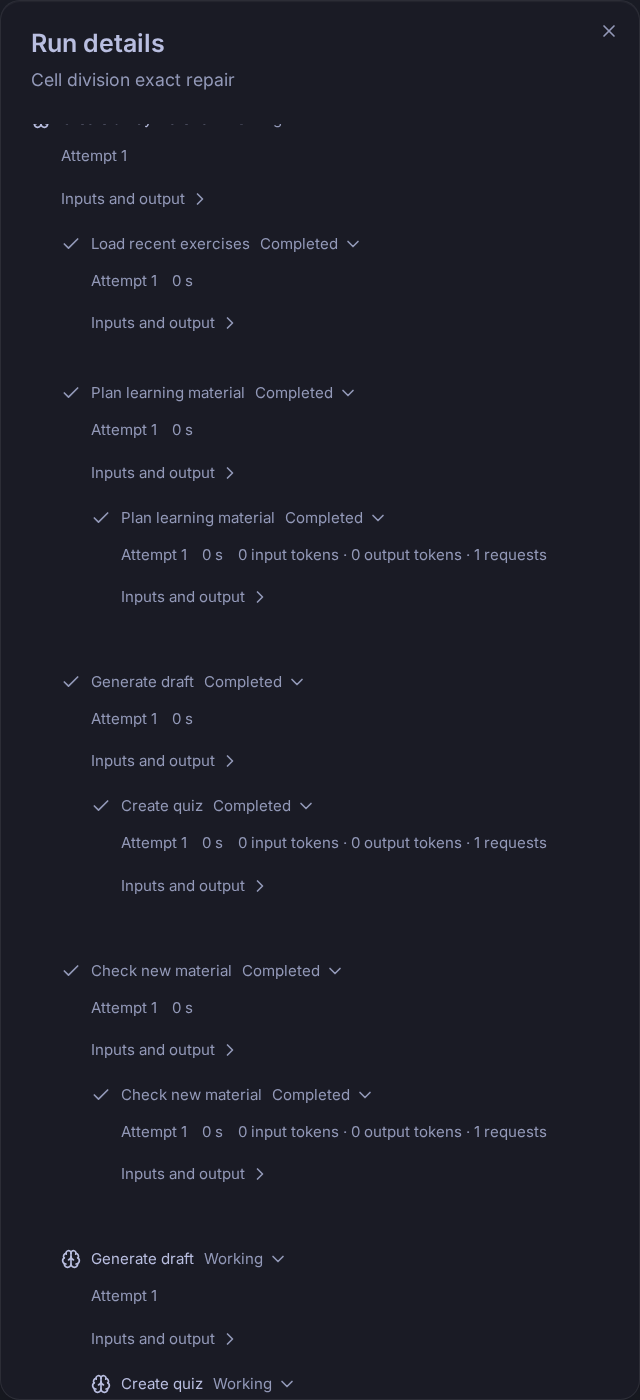 Run details
Cell division exact repair
Attempt 1
Inputs and output
Load recent exercises Completed
Attempt 1 0 s
Inputs and output
Plan learning material Completed
Attempt 1 0 s
Inputs and output
Plan learning material Completed
Attempt 1 0 s 0 input tokens · 0 output tokens · 1 requests
Inputs and output
Generate draft Completed
Attempt 1 0 s
Inputs and output
Create quiz Completed
Attempt 1 0 s 0 input tokens · 0 output tokens · 1 requests
Inputs and output
Check new material Completed
Attempt 1 0 s
Inputs and output
Check new material Completed
Attempt 1 0 s 0 input tokens · 0 output tokens · 1 requests
Inputs and output
Generate draft Working
Attempt 1
Inputs and output
Create quiz Working